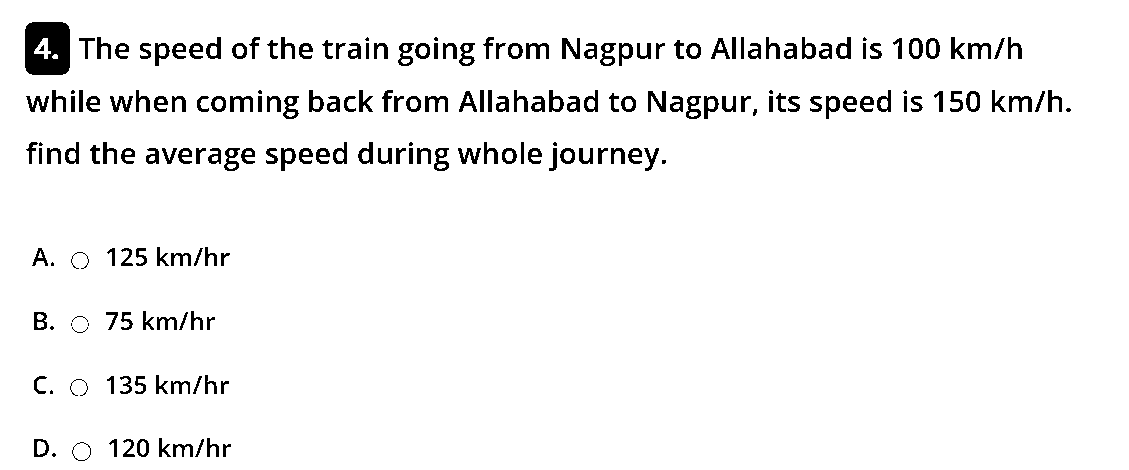 4. The speed of the train going from Nagpur to Allahabad is 100 km/h
while when coming back from Allahabad to Nagpur, its speed is 150 km/h.
find the average speed during whole journey.
A. 125 km/hr
B. 75 km/hr
C. 135 km/hr
D. 120 km/hr